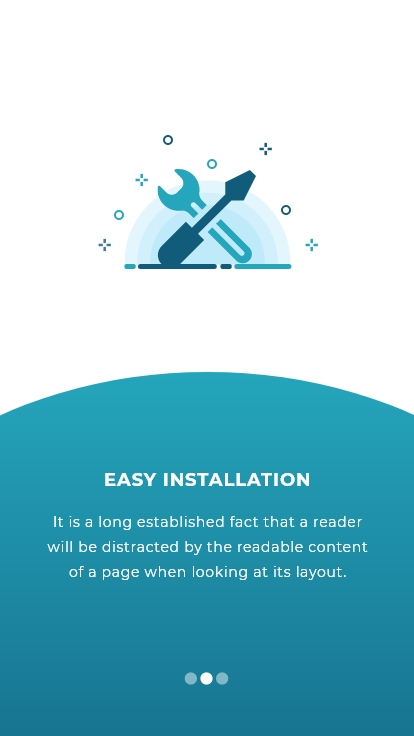 EASY INSTALLATION
It is a long established fact that a reader
will be distracted by the readable content
of a page when looking at its layout.